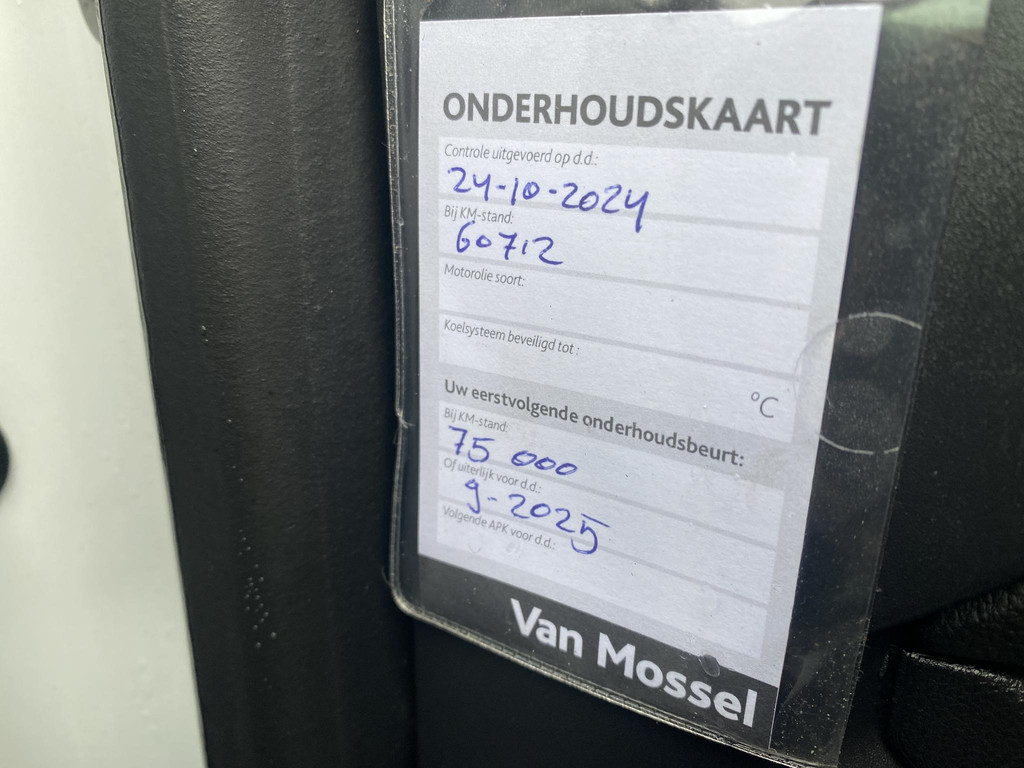 ONDERHOUDSKAART
Controle uitgevoerd op d.d.:
24-10-2024
Bij KM-stand:
60712
Motorolie soort:
Koelsysteem beveiligd tot :
°C
Uw eerstvolgende onderhoudsbeurt:
Bij KM-stand:
75 000
Of uiterlijk voor d.d.:
9-2025
Volgende APK voor d.d.:
Van Mossel